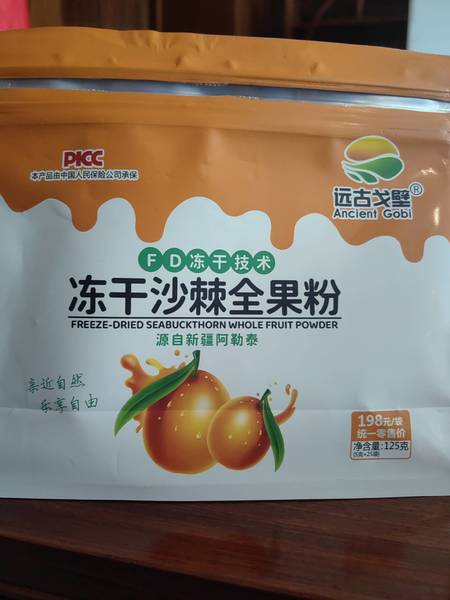 PICC
本产品由中国人民保险公司承保
远古戈壁®
Ancient Gobi
FD冻干技术
冻干沙棘全果粉
FREEZE-DRIED SEABUCKTHORN WHOLE FRUIT POWDER
源自新疆阿勒泰
亲近自然
乐享自由
198元/袋
统一零售价
净含量:125克
(5克×25袋)